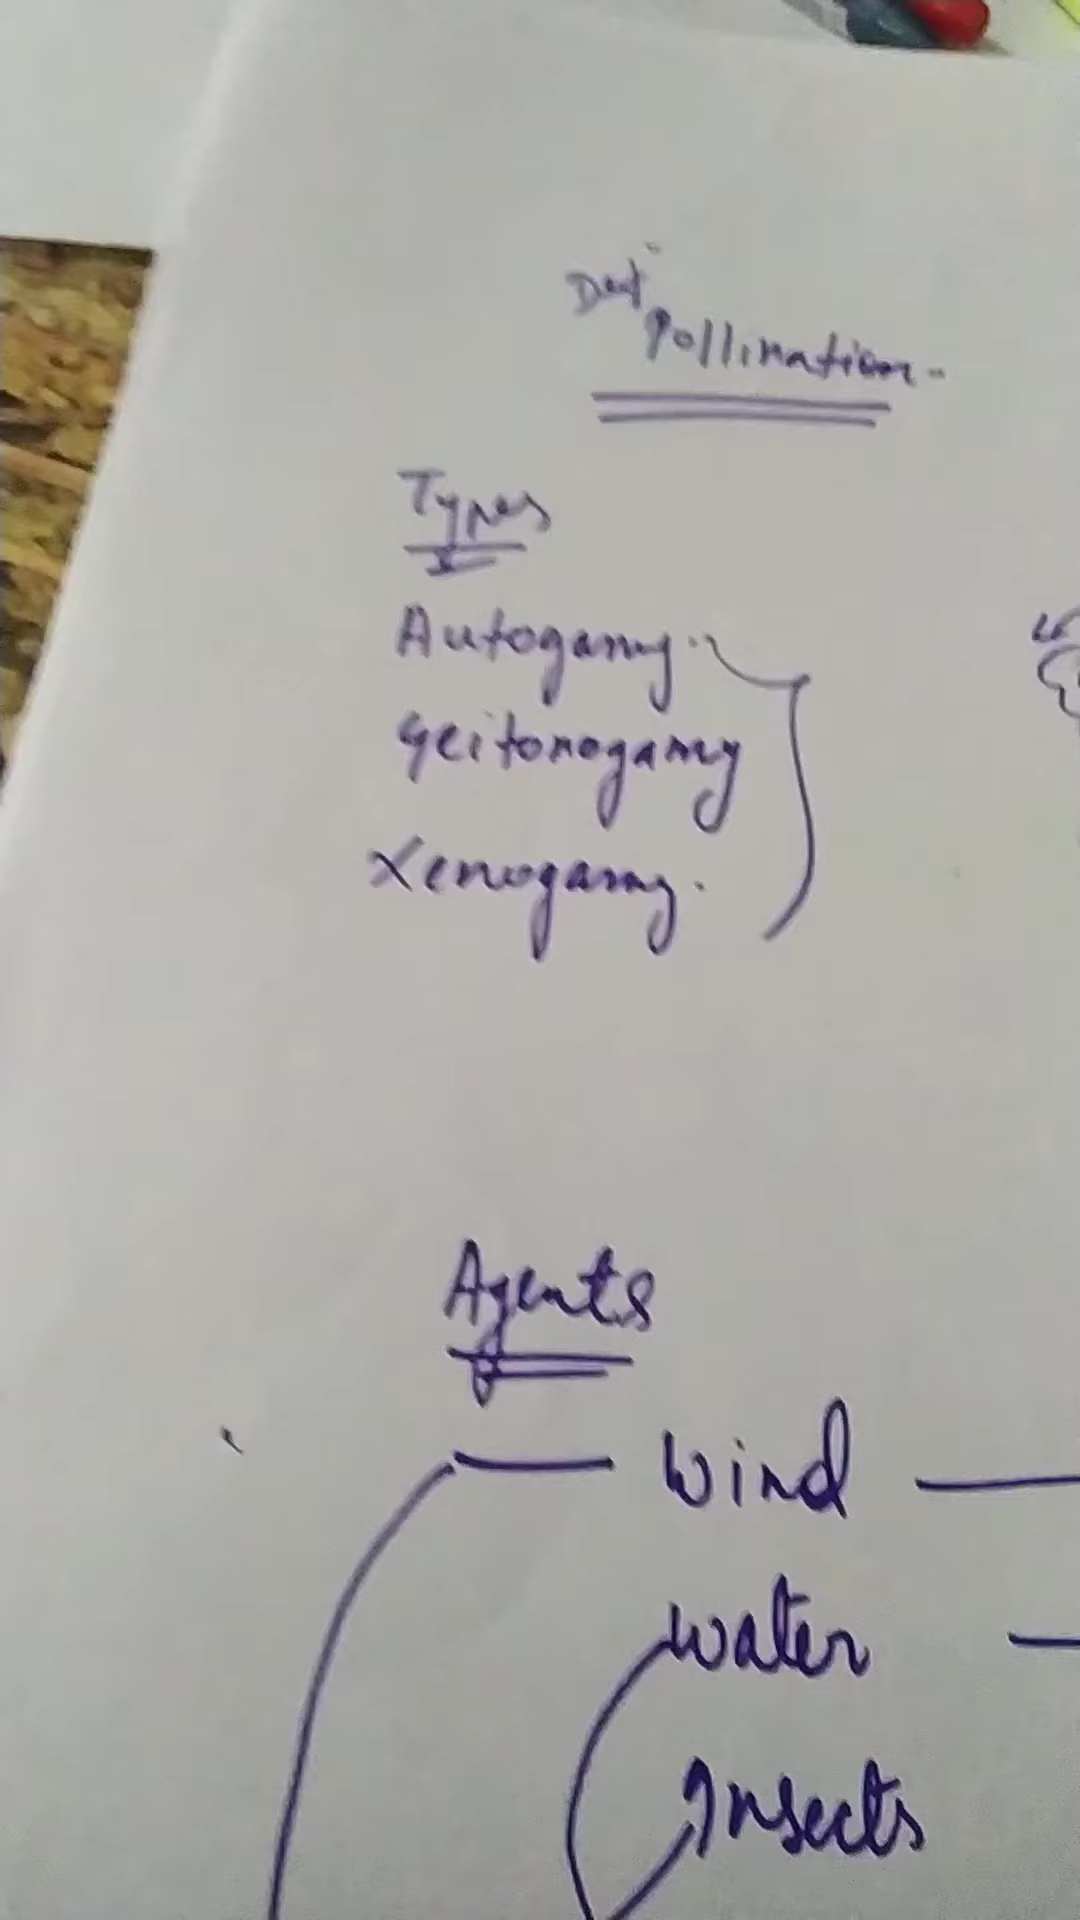 Def
Pollination
Types
Autogamy
Geitonogamy
Xenogamy.
Agents
Wind
water
Insects